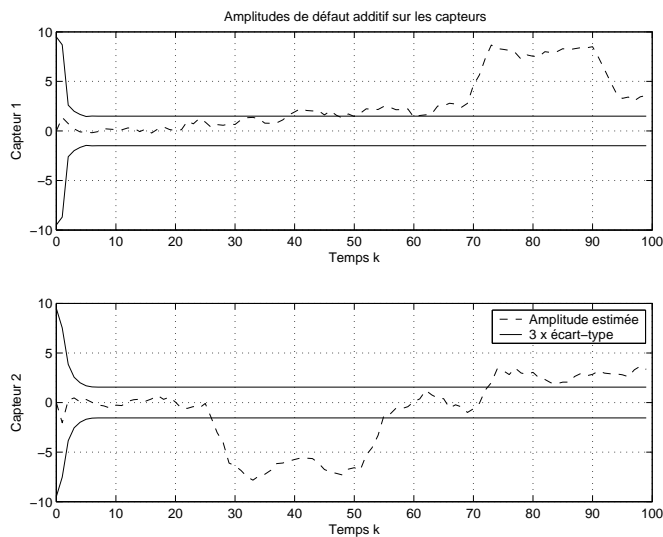 Amplitudes de défaut additif sur les capteurs
10
5
0
−5
−10
Capteur 1
0 10 20 30 40 50 60 70 80 90 100
Temps k
10
5
0
−5
−10
Capteur 2
Amplitude estimée
3 x écart−type
0 10 20 30 40 50 60 70 80 90 100
Temps k